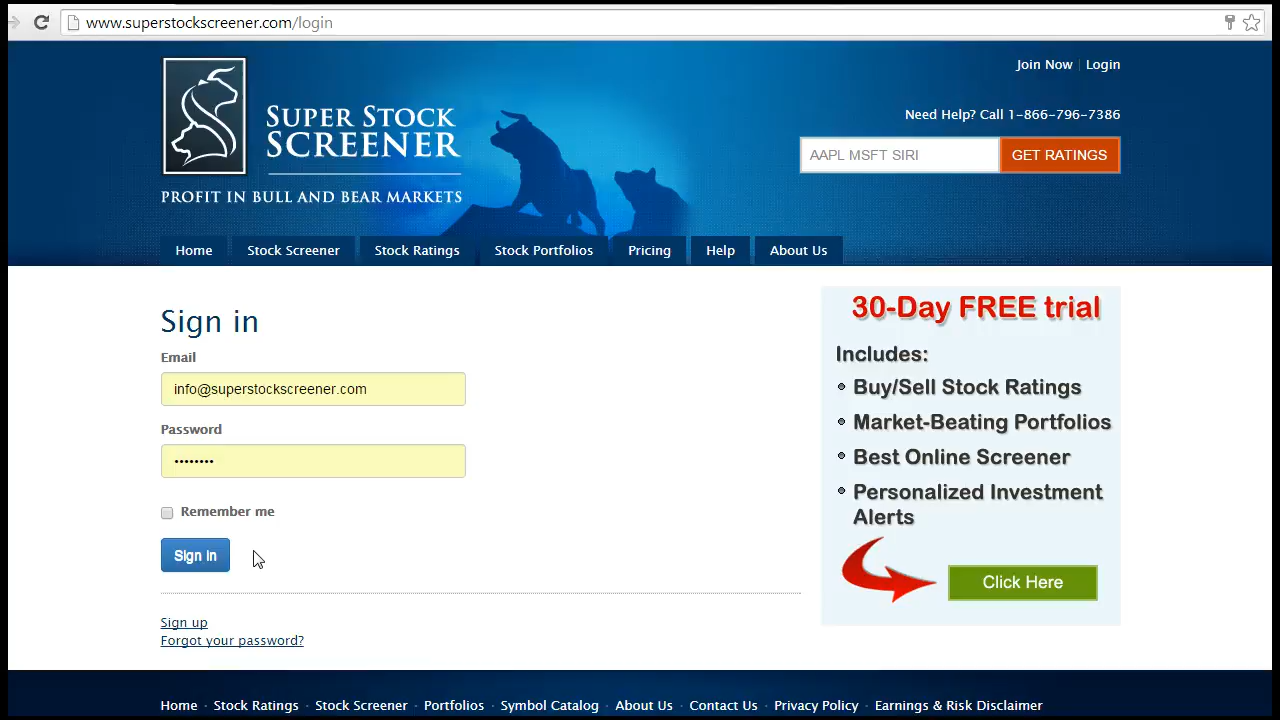 www.superstockscreener.com/login
Join Now | Login
SUPER STOCK
SCREENER
PROFIT IN BULL AND BEAR MARKETS
Need Help? Call 1-866-796-7386
AAPL MSFT SIRI
GET RATINGS
Home Stock Screener Stock Ratings Stock Portfolios Pricing Help About Us
Sign in
Email
info@superstockscreener.com
Password
••••••••
Remember me
Sign in
Sign up
Forgot your password?
30-Day FREE trial
Includes:
• Buy/Sell Stock Ratings
• Market-Beating Portfolios
• Best Online Screener
• Personalized Investment
Alerts
Click Here
Home · Stock Ratings · Stock Screener · Portfolios · Symbol Catalog · About Us · Contact Us · Privacy Policy · Earnings & Risk Disclaimer